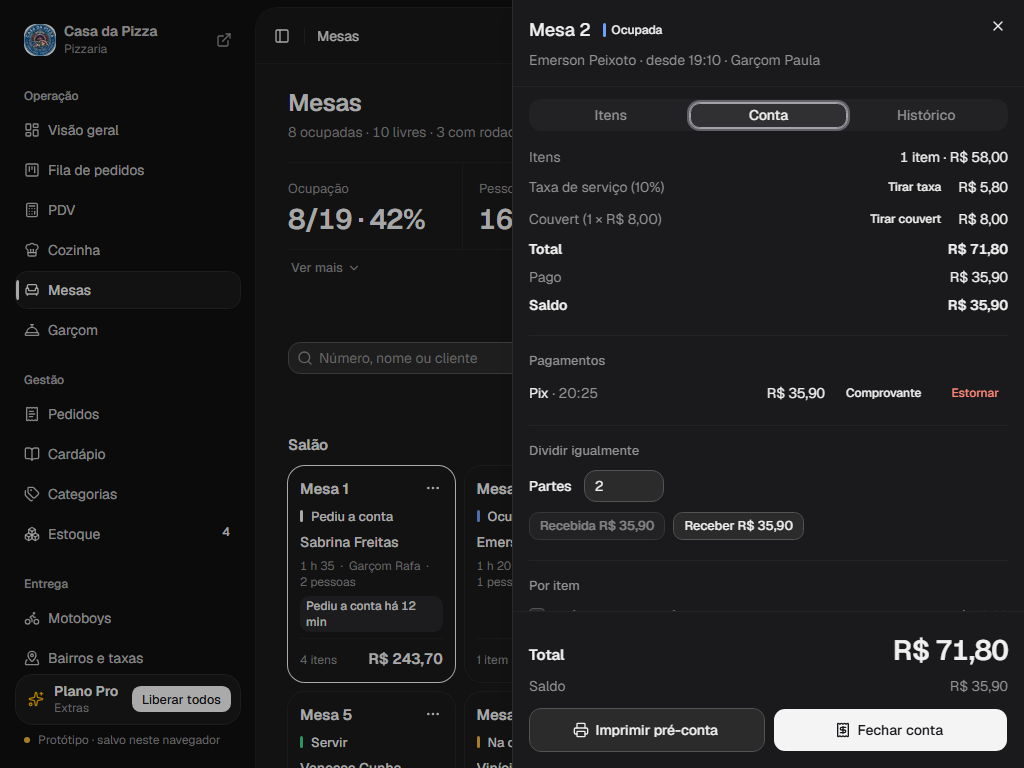 Casa da Pizza
Pizzaria
Operação
Visão geral
Fila de pedidos
PDV
Cozinha
Mesas
Garçom
Gestão
Pedidos
Cardápio
Categorias
Estoque 4
Entrega
Motoboys
Bairros e taxas
Plano Pro
Extras
Liberar todos
Protótipo · salvo neste navegador
Mesas
Mesas
8 ocupadas · 10 livres · 3 com rodac
Ocupação
8/19 · 42%
Pesso
16
Ver mais
Número, nome ou cliente
Salão
Mesa 1 ···
Pediu a conta
Sabrina Freitas
1 h 35 · Garçom Rafa ·
2 pessoas
Pediu a conta há 12
min
4 itens R$ 243,70
Mesa
Ocu
Emers
1 h 20
1 pess
1 item
Mesa 5 ···
Servir
Vanessa Cunha
Mesa
Na c
Viníci
Mesa 2 Ocupada
Emerson Peixoto · desde 19:10 · Garçom Paula
Itens Conta Histórico
Itens 1 item · R$ 58,00
Taxa de serviço (10%) Tirar taxa R$ 5,80
Couvert (1 × R$ 8,00) Tirar couvert R$ 8,00
Total R$ 71,80
Pago R$ 35,90
Saldo R$ 35,90
Pagamentos
Pix · 20:25 R$ 35,90 Comprovante Estornar
Dividir igualmente
Partes 2
Recebida R$ 35,90 Receber R$ 35,90
Por item
Total R$ 71,80
Saldo R$ 35,90
Imprimir pré-conta Fechar conta